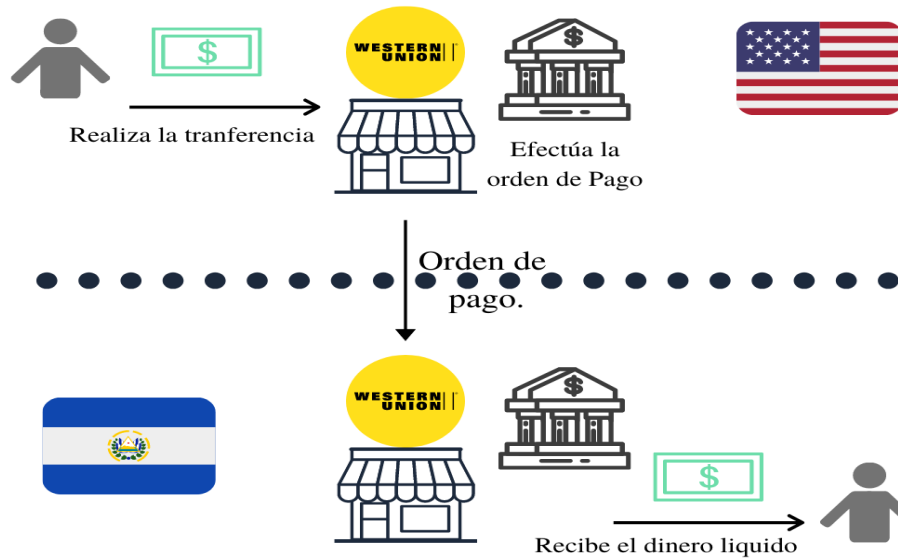 WESTERN
UNION
Realiza la tranferencia
Efectúa la
orden de Pago
Orden de
pago.
WESTERN
UNION
Recibe el dinero liquido